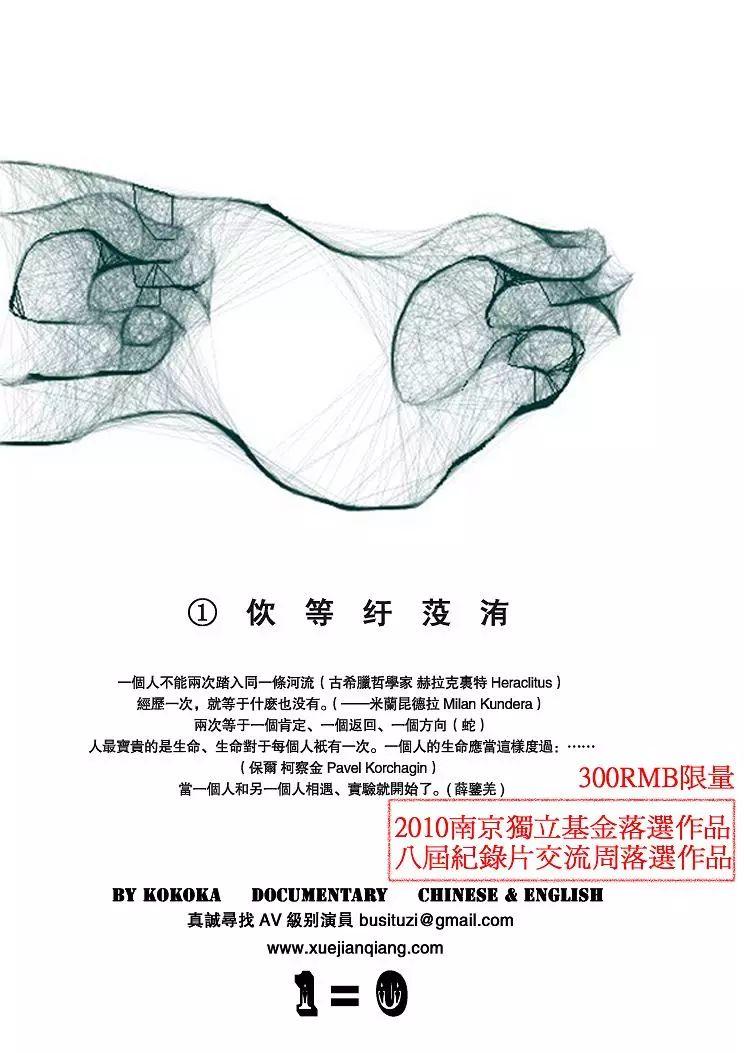 ① 佽 等 纡 莈 洧
一個人不能兩次踏入同一條河流（古希臘哲學家 赫拉克裏特 Heraclitus）
經歷一次，就等于什麽也没有。（——米蘭昆德拉 Milan Kundera）
兩次等于一個肯定、一個返回、一個方向（蛇）
人最寶貴的是生命、生命對于每個人衹有一次。一個人的生命應當這樣度過：……
（保爾 柯察金 Pavel Korchagin）
當一個人和另一個人相遇、實驗就開始了。（薛鑒羌）
300RMB限量
2010南京獨立基金落選作品
八屆紀錄片交流周落選作品
BY KOKOKA DOCUMENTARY CHINESE & ENGLISH
真誠尋找 AV 級别演員 busituzi@gmail.com
www.xuejianqiang.com
1=0